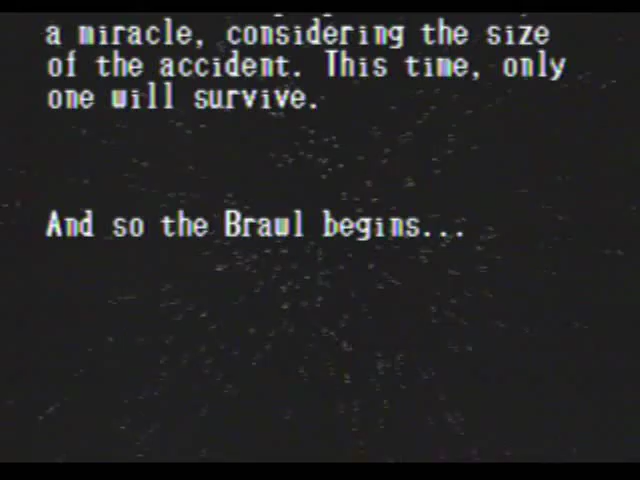 a miracle, considering the size
of the accident. This time, only
one will survive.
And so the Brawl begins...